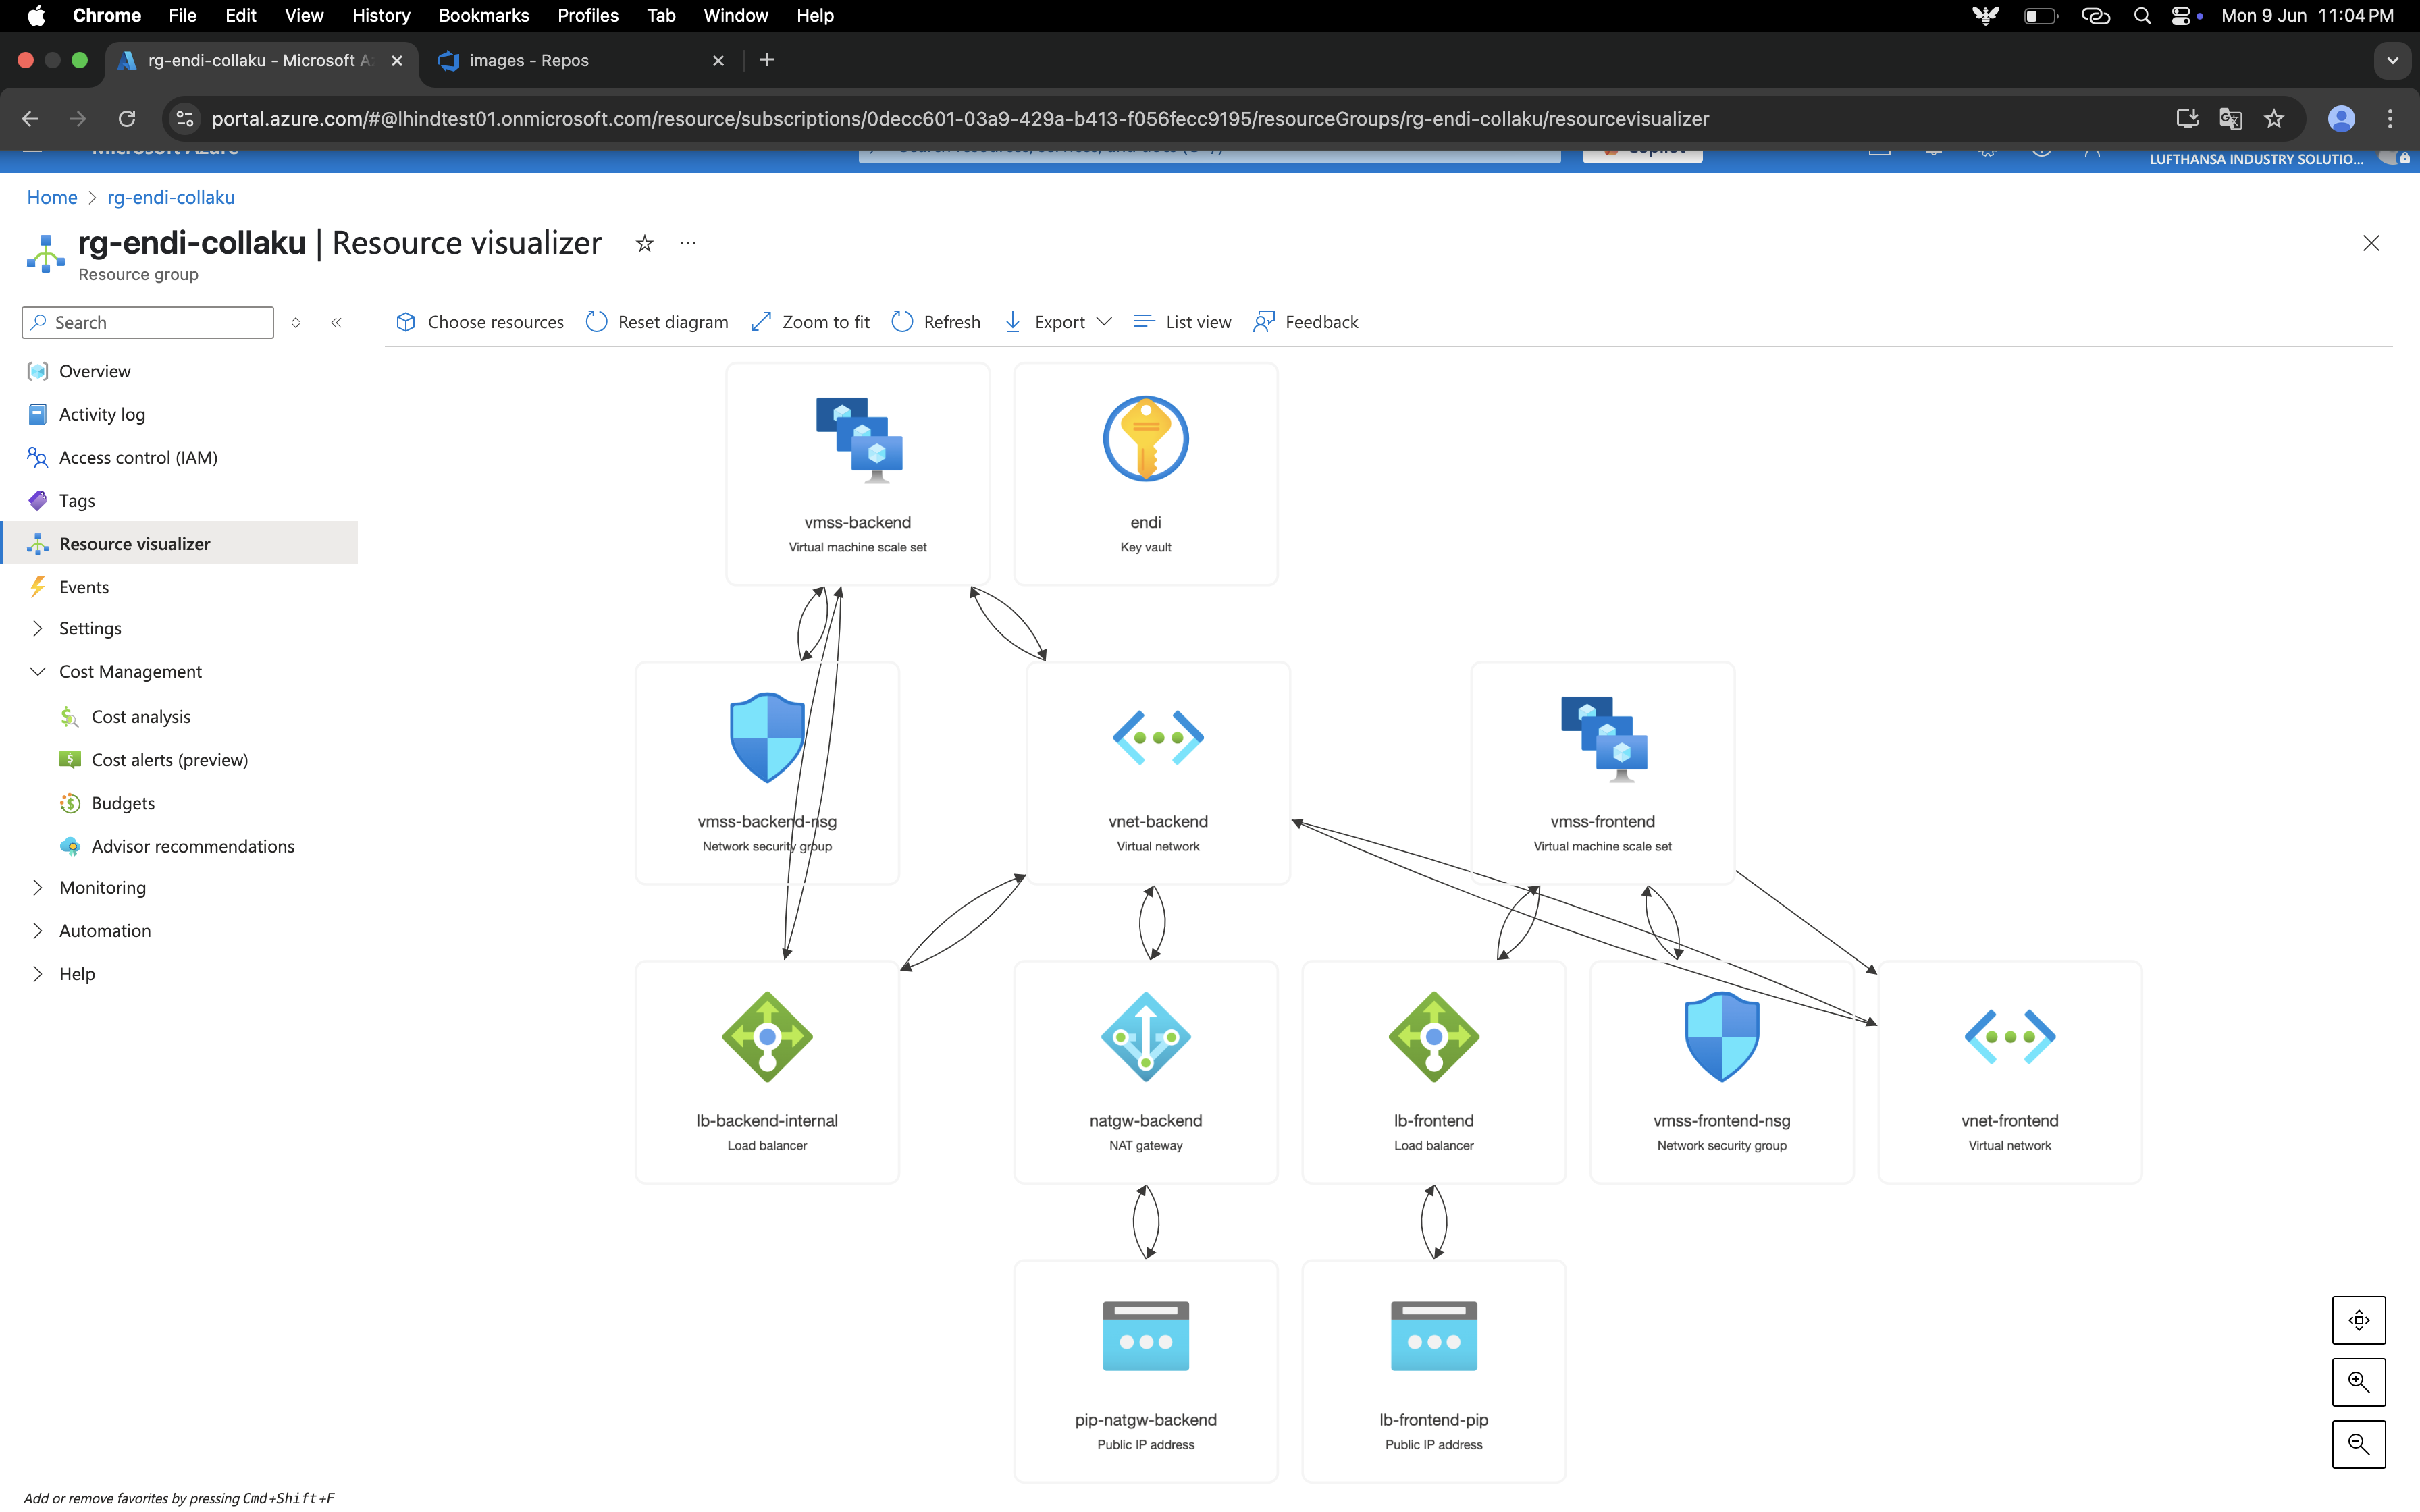 Chrome File Edit View History Bookmarks Profiles Tab Window Help Mon 9 Jun 11:04 PM
rg-endi-collaku - Microsoft A images - Repos
portal.azure.com/#@lhindtest01.onmicrosoft.com/resource/subscriptions/0decc601-03a9-429a-b413-f056fecc9195/resourceGroups/rg-endi-collaku/resourcevisualizer
LUFTHANSA INDUSTRY SOLUTIO...
Home > rg-endi-collaku
rg-endi-collaku | Resource visualizer
Resource group
Search
Choose resources Reset diagram Zoom to fit Refresh Export List view Feedback
Overview
Activity log
Access control (IAM)
Tags
Resource visualizer
Events
Settings
Cost Management
Cost analysis
Cost alerts (preview)
Budgets
Advisor recommendations
Monitoring
Automation
Help
vmss-backend
Virtual machine scale set
endi
Key vault
vmss-backend-nsg
Network security group
vnet-backend
Virtual network
vmss-frontend
Virtual machine scale set
lb-backend-internal
Load balancer
natgw-backend
NAT gateway
lb-frontend
Load balancer
vmss-frontend-nsg
Network security group
vnet-frontend
Virtual network
pip-natgw-backend
Public IP address
lb-frontend-pip
Public IP address
Add or remove favorites by pressing Cmd+Shift+F